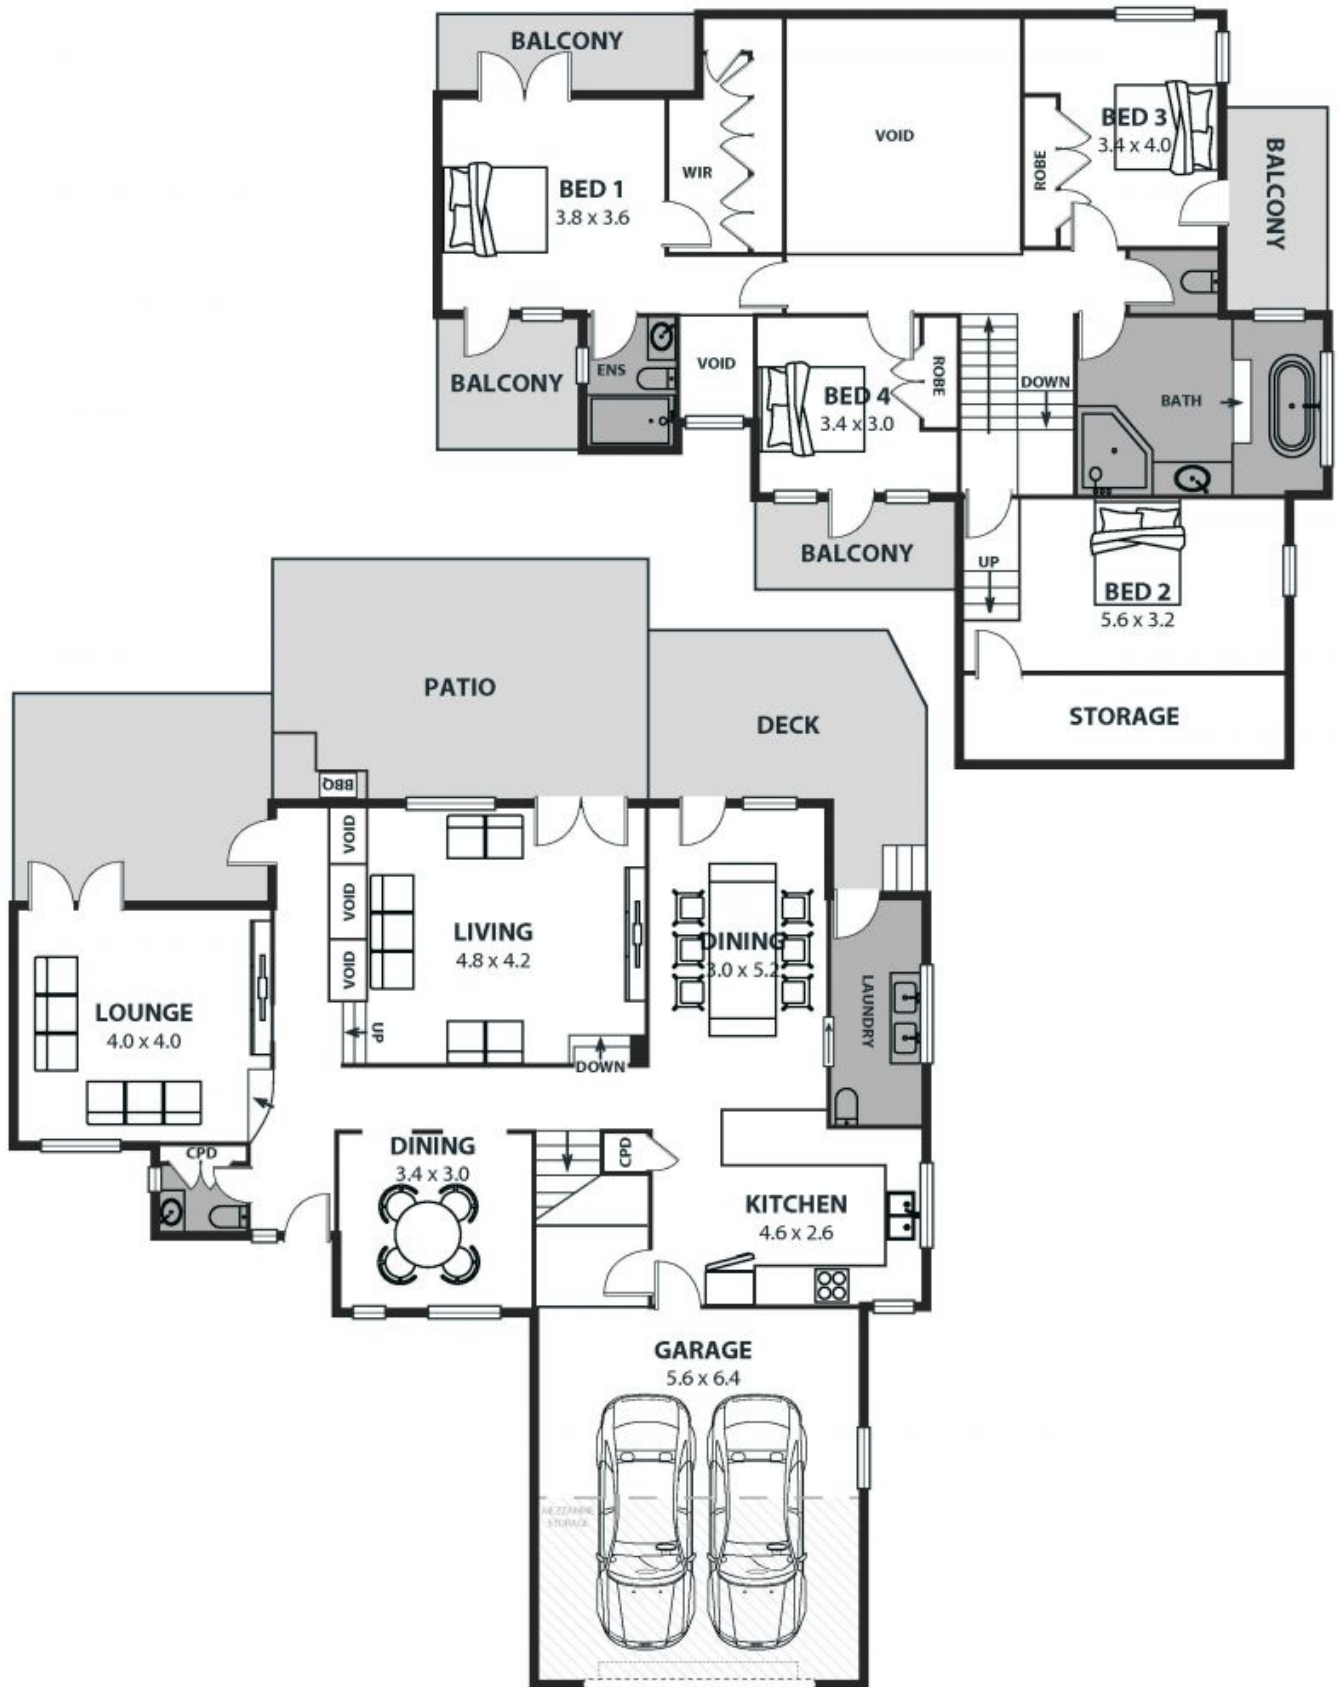 BALCONY
BED 1
3.8 x 3.6
WIR
VOID
BED 3
3.4 x 4.0
ROBE
BALCONY
BALCONY
ENS
VOID
BED 4
3.4 x 3.0
ROBE
DOWN
BATH
BALCONY
UP
BED 2
5.6 x 3.2
STORAGE
PATIO
DECK
BBQ
VOID
VOID
VOID
LIVING
4.8 x 4.2
DINING
3.0 x 5.2
LAUNDRY
LOUNGE
4.0 x 4.0
UP
DOWN
CPD
DINING
3.4 x 3.0
CPD
KITCHEN
4.6 x 2.6
GARAGE
5.6 x 6.4
MEZZANINE
STORAGE